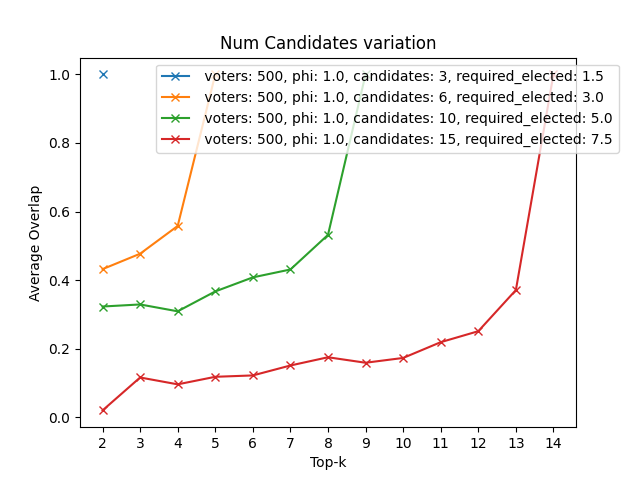 Num Candidates variation
voters: 500, phi: 1.0, candidates: 3, required_elected: 1.5
voters: 500, phi: 1.0, candidates: 6, required_elected: 3.0
voters: 500, phi: 1.0, candidates: 10, required_elected: 5.0
voters: 500, phi: 1.0, candidates: 15, required_elected: 7.5
1.0
0.8
0.6
0.4
0.2
0.0
Average Overlap
2 3 4 5 6 7 8 9 10 11 12 13 14
Top-k